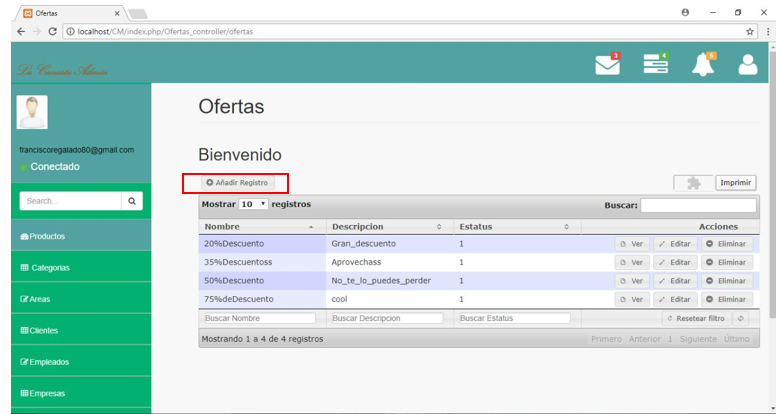 Ofertas
localhost/CM/index.php/Ofertas_controller/ofertas
3
4
6
franciscoregalado80@gmail.com
Conectado
Search...
Productos
Categorias
Areas
Clientes
Empleados
Empresas
Ofertas
Bienvenido
Añadir Registro
Imprimir
Mostrar 10 registros
Buscar:
Nombre Descripcion Estatus Acciones
20%Descuento Gran_descuento 1 Ver Editar Eliminar
35%Descuentoss Aprovechass 1 Ver Editar Eliminar
50%Descuento No_te_lo_puedes_perder 1 Ver Editar Eliminar
75%deDescuento cool 1 Ver Editar Eliminar
Buscar Nombre Buscar Descripcion Buscar Estatus Resetear filtro
Mostrando 1 a 4 de 4 registros
Primero Anterior 1 Siguiente Último